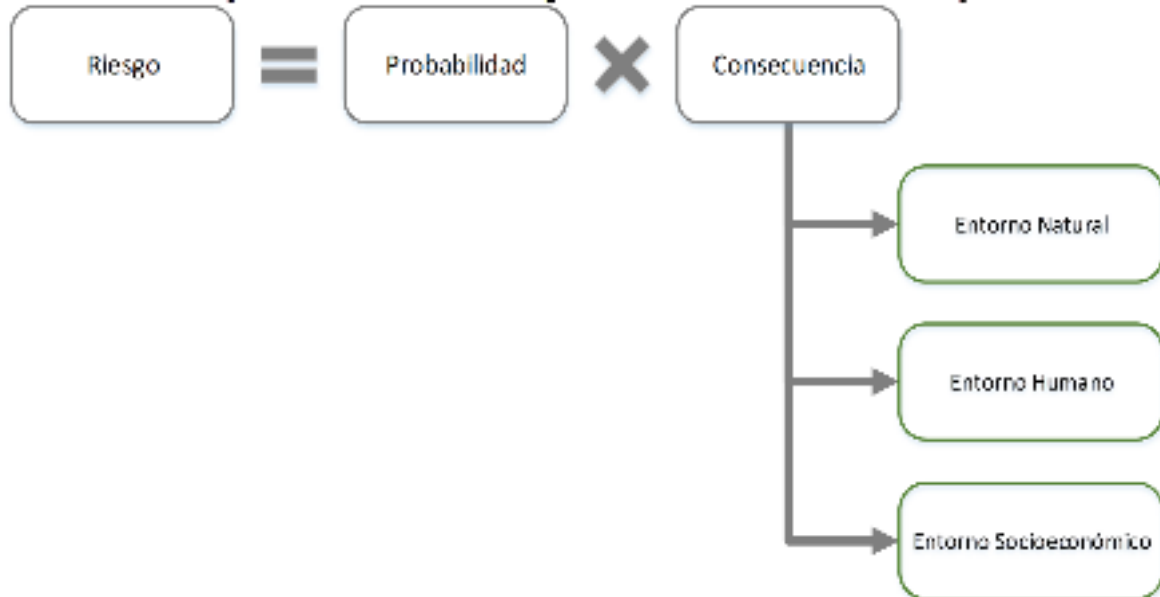 Riesgo
Probabilidad
Consecuencia
Entorno Natural
Entorno Humano
Entorno Socioeconómico